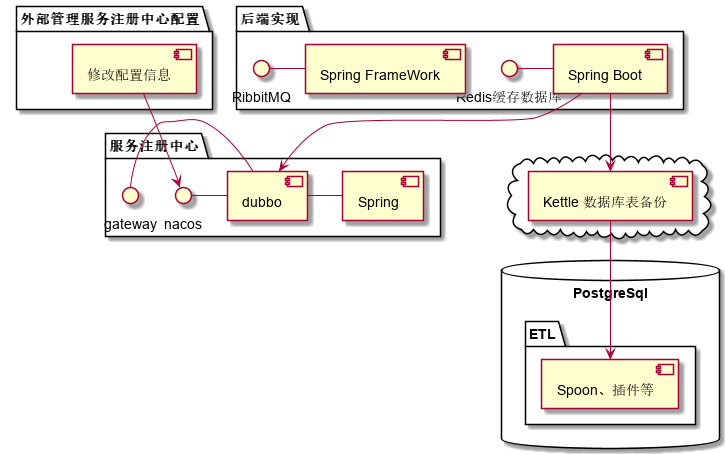 外部管理服务注册中心配置
修改配置信息
后端实现
Spring FrameWork
Spring Boot
RibbitMQ
Redis缓存数据库
服务注册中心
dubbo
Spring
gateway
nacos
Kettle 数据库表备份
PostgreSql
ETL
Spoon、插件等